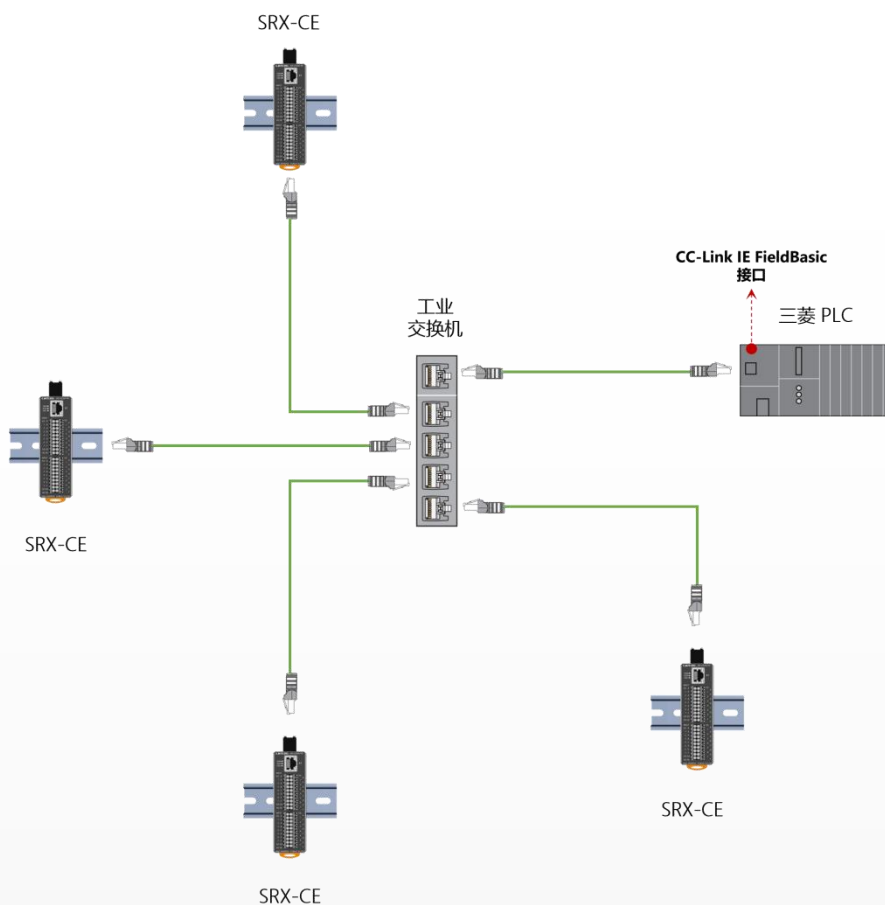 SRX-CE
CC-Link IE FieldBasic
接口
三菱 PLC
工业
交换机
SRX-CE
SRX-CE
SRX-CE